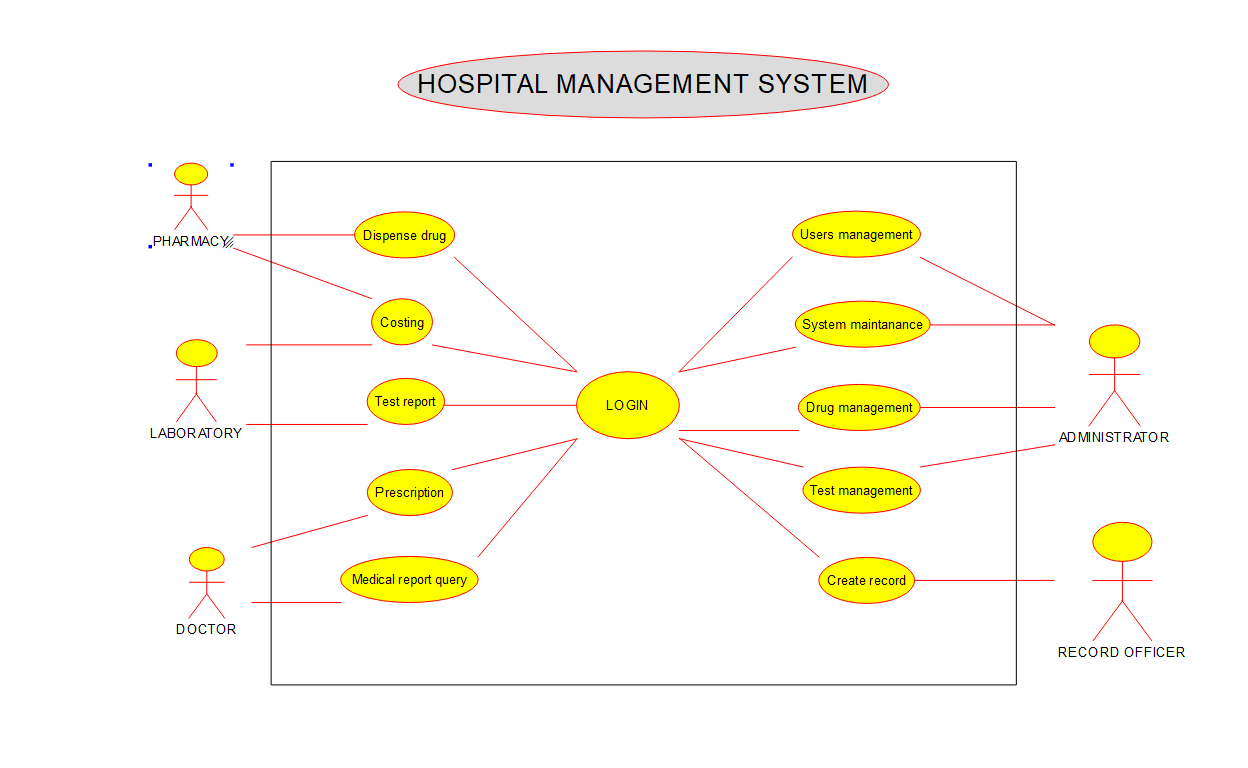 HOSPITAL MANAGEMENT SYSTEM
PHARMACY
Dispense drug
Users management
Costing
System maintanance
LABORATORY
Test report
LOGIN
Drug management
ADMINISTRATOR
Prescription
Test management
Medical report query
Create record
DOCTOR
RECORD OFFICER